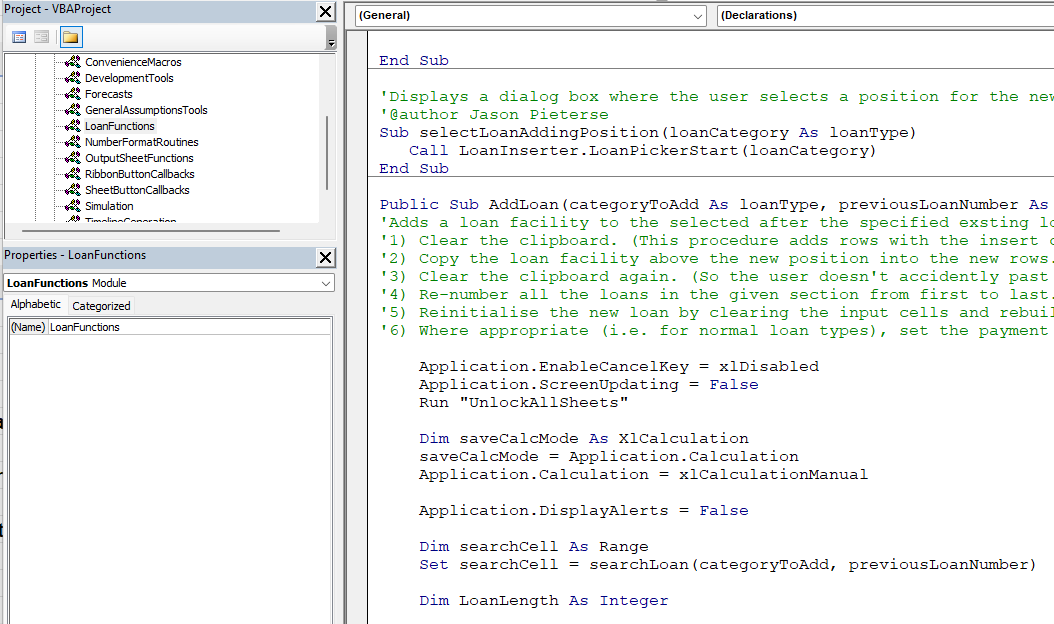 Project - VBAProject
ConvenienceMacros
DevelopmentTools
Forecasts
GeneralAssumptionsTools
LoanFunctions
NumberFormatRoutines
OutputSheetFunctions
RibbonButtonCallbacks
SheetButtonCallbacks
Simulation
TimelineGeneration
Properties - LoanFunctions
LoanFunctions Module
Alphabetic Categorized
(Name) LoanFunctions
(General) (Declarations)
End Sub
'Displays a dialog box where the user selects a position for the new
'@author Jason Pieterse
Sub selectLoanAddingPosition(loanCategory As loanType)
Call LoanInserter.LoanPickerStart(loanCategory)
End Sub
Public Sub AddLoan(categoryToAdd As loanType, previousLoanNumber As
'Adds a loan facility to the selected after the specified exsting lo
'1) Clear the clipboard. (This procedure adds rows with the insert c
'2) Copy the loan facility above the new position into the new rows.
'3) Clear the clipboard again. (So the user doesn't accidently past
'4) Re-number all the loans in the given section from first to last.
'5) Reinitialise the new loan by clearing the input cells and rebuil
'6) Where appropriate (i.e. for normal loan types), set the payment
Application.EnableCancelKey = xlDisabled
Application.ScreenUpdating = False
Run "UnlockAllSheets"
Dim saveCalcMode As XlCalculation
saveCalcMode = Application.Calculation
Application.Calculation = xlCalculationManual
Application.DisplayAlerts = False
Dim searchCell As Range
Set searchCell = searchLoan(categoryToAdd, previousLoanNumber)
Dim LoanLength As Integer